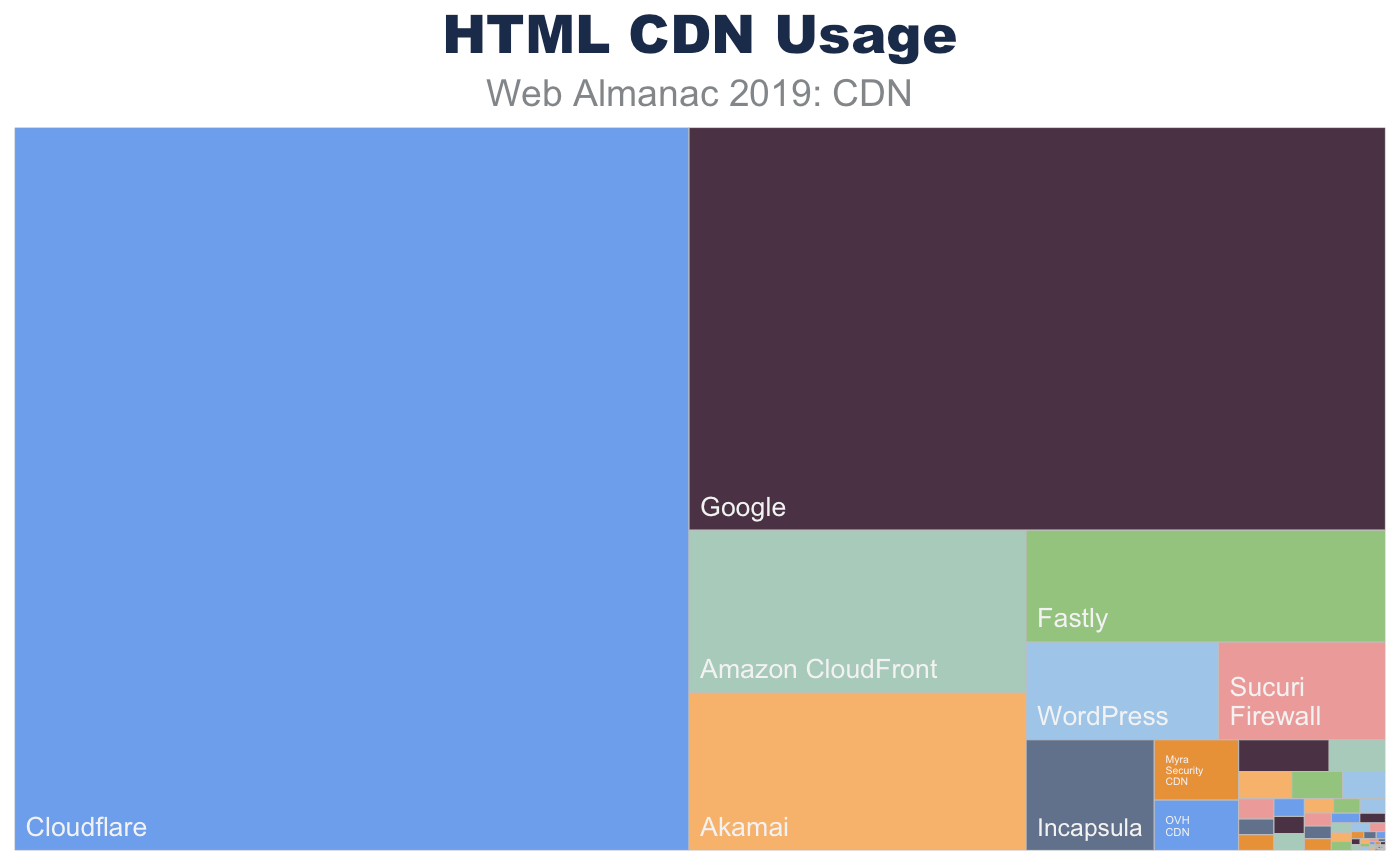 HTML CDN Usage
Web Almanac 2019: CDN
Google
Fastly
Amazon CloudFront
Sucuri
Firewall
WordPress
Myra
Security
CDN
OVH
CDN
Cloudflare
Akamai
Incapsula